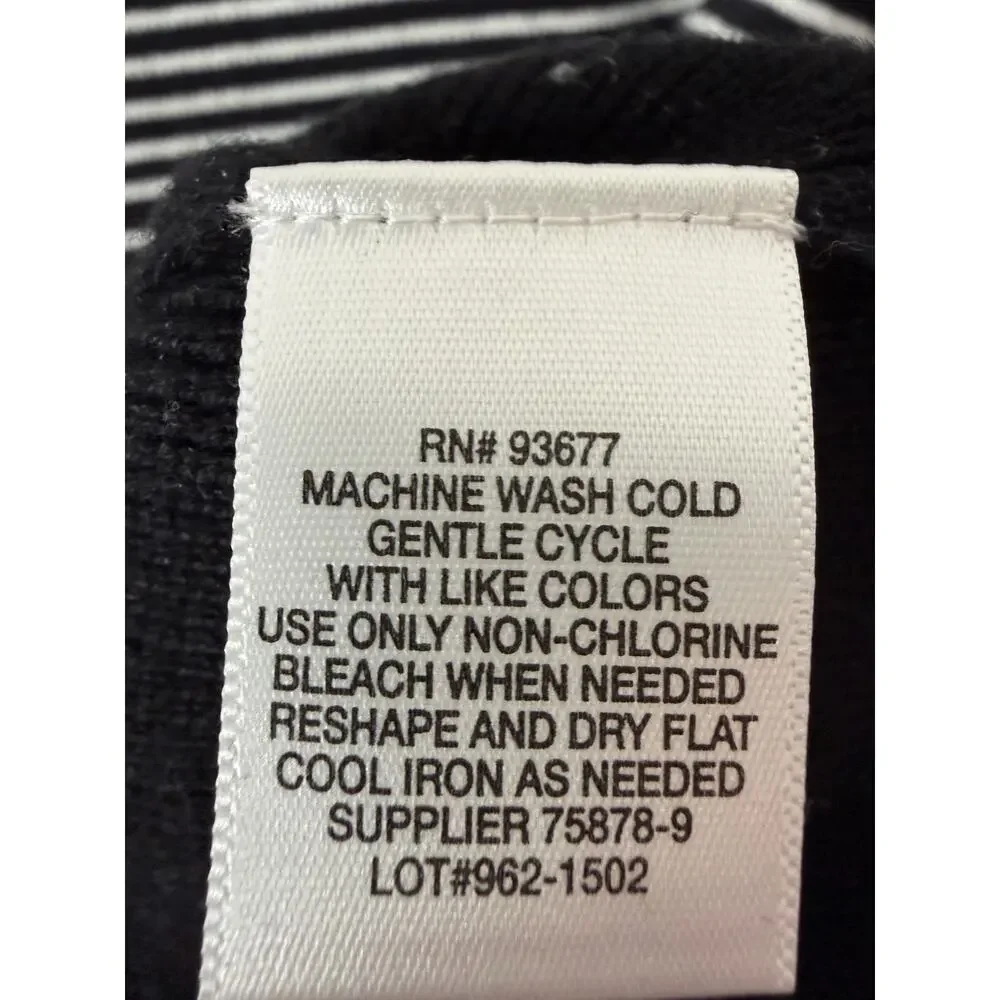 RN# 93677
MACHINE WASH COLD
GENTLE CYCLE
WITH LIKE COLORS
USE ONLY NON-CHLORINE
BLEACH WHEN NEEDED
RESHAPE AND DRY FLAT
COOL IRON AS NEEDED
SUPPLIER 75878-9
LOT#962-1502